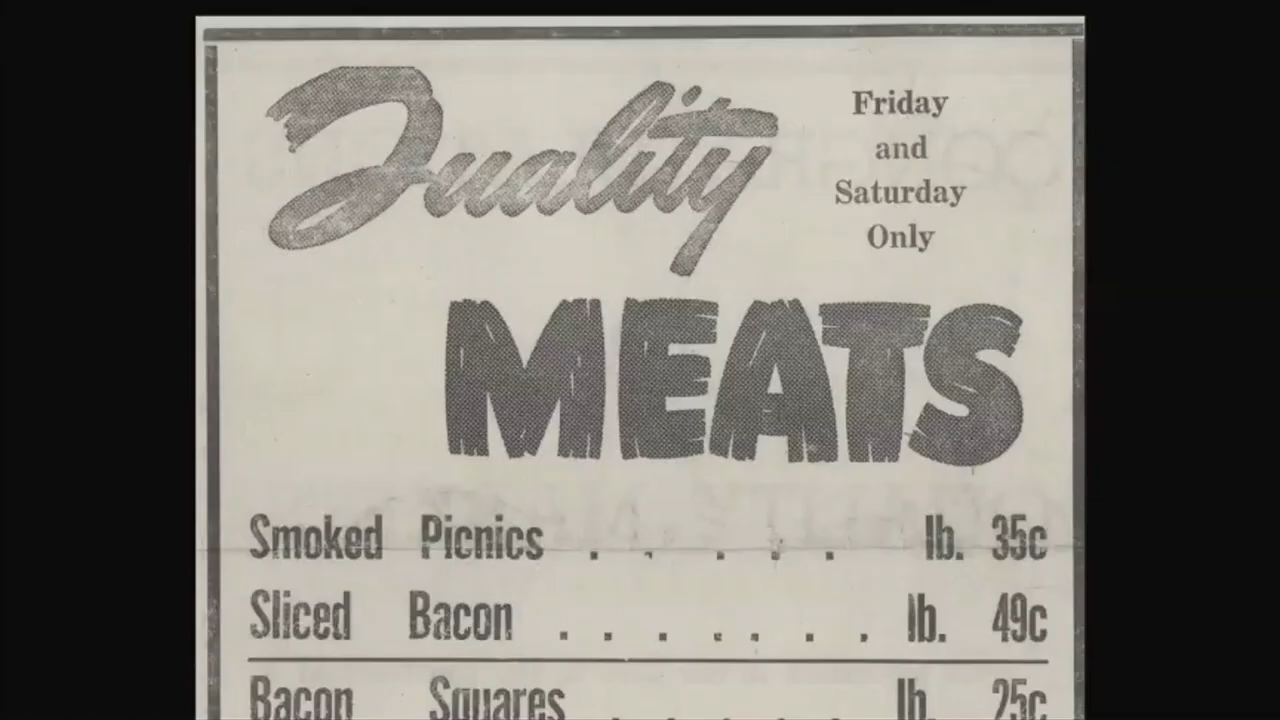 Quality
Friday
and
Saturday
Only
MEATS
Smoked Picnics . . . . . lb. 35c
Sliced Bacon . . . . . . . lb. 49c
Bacon Squares . . . . . lb. 25c